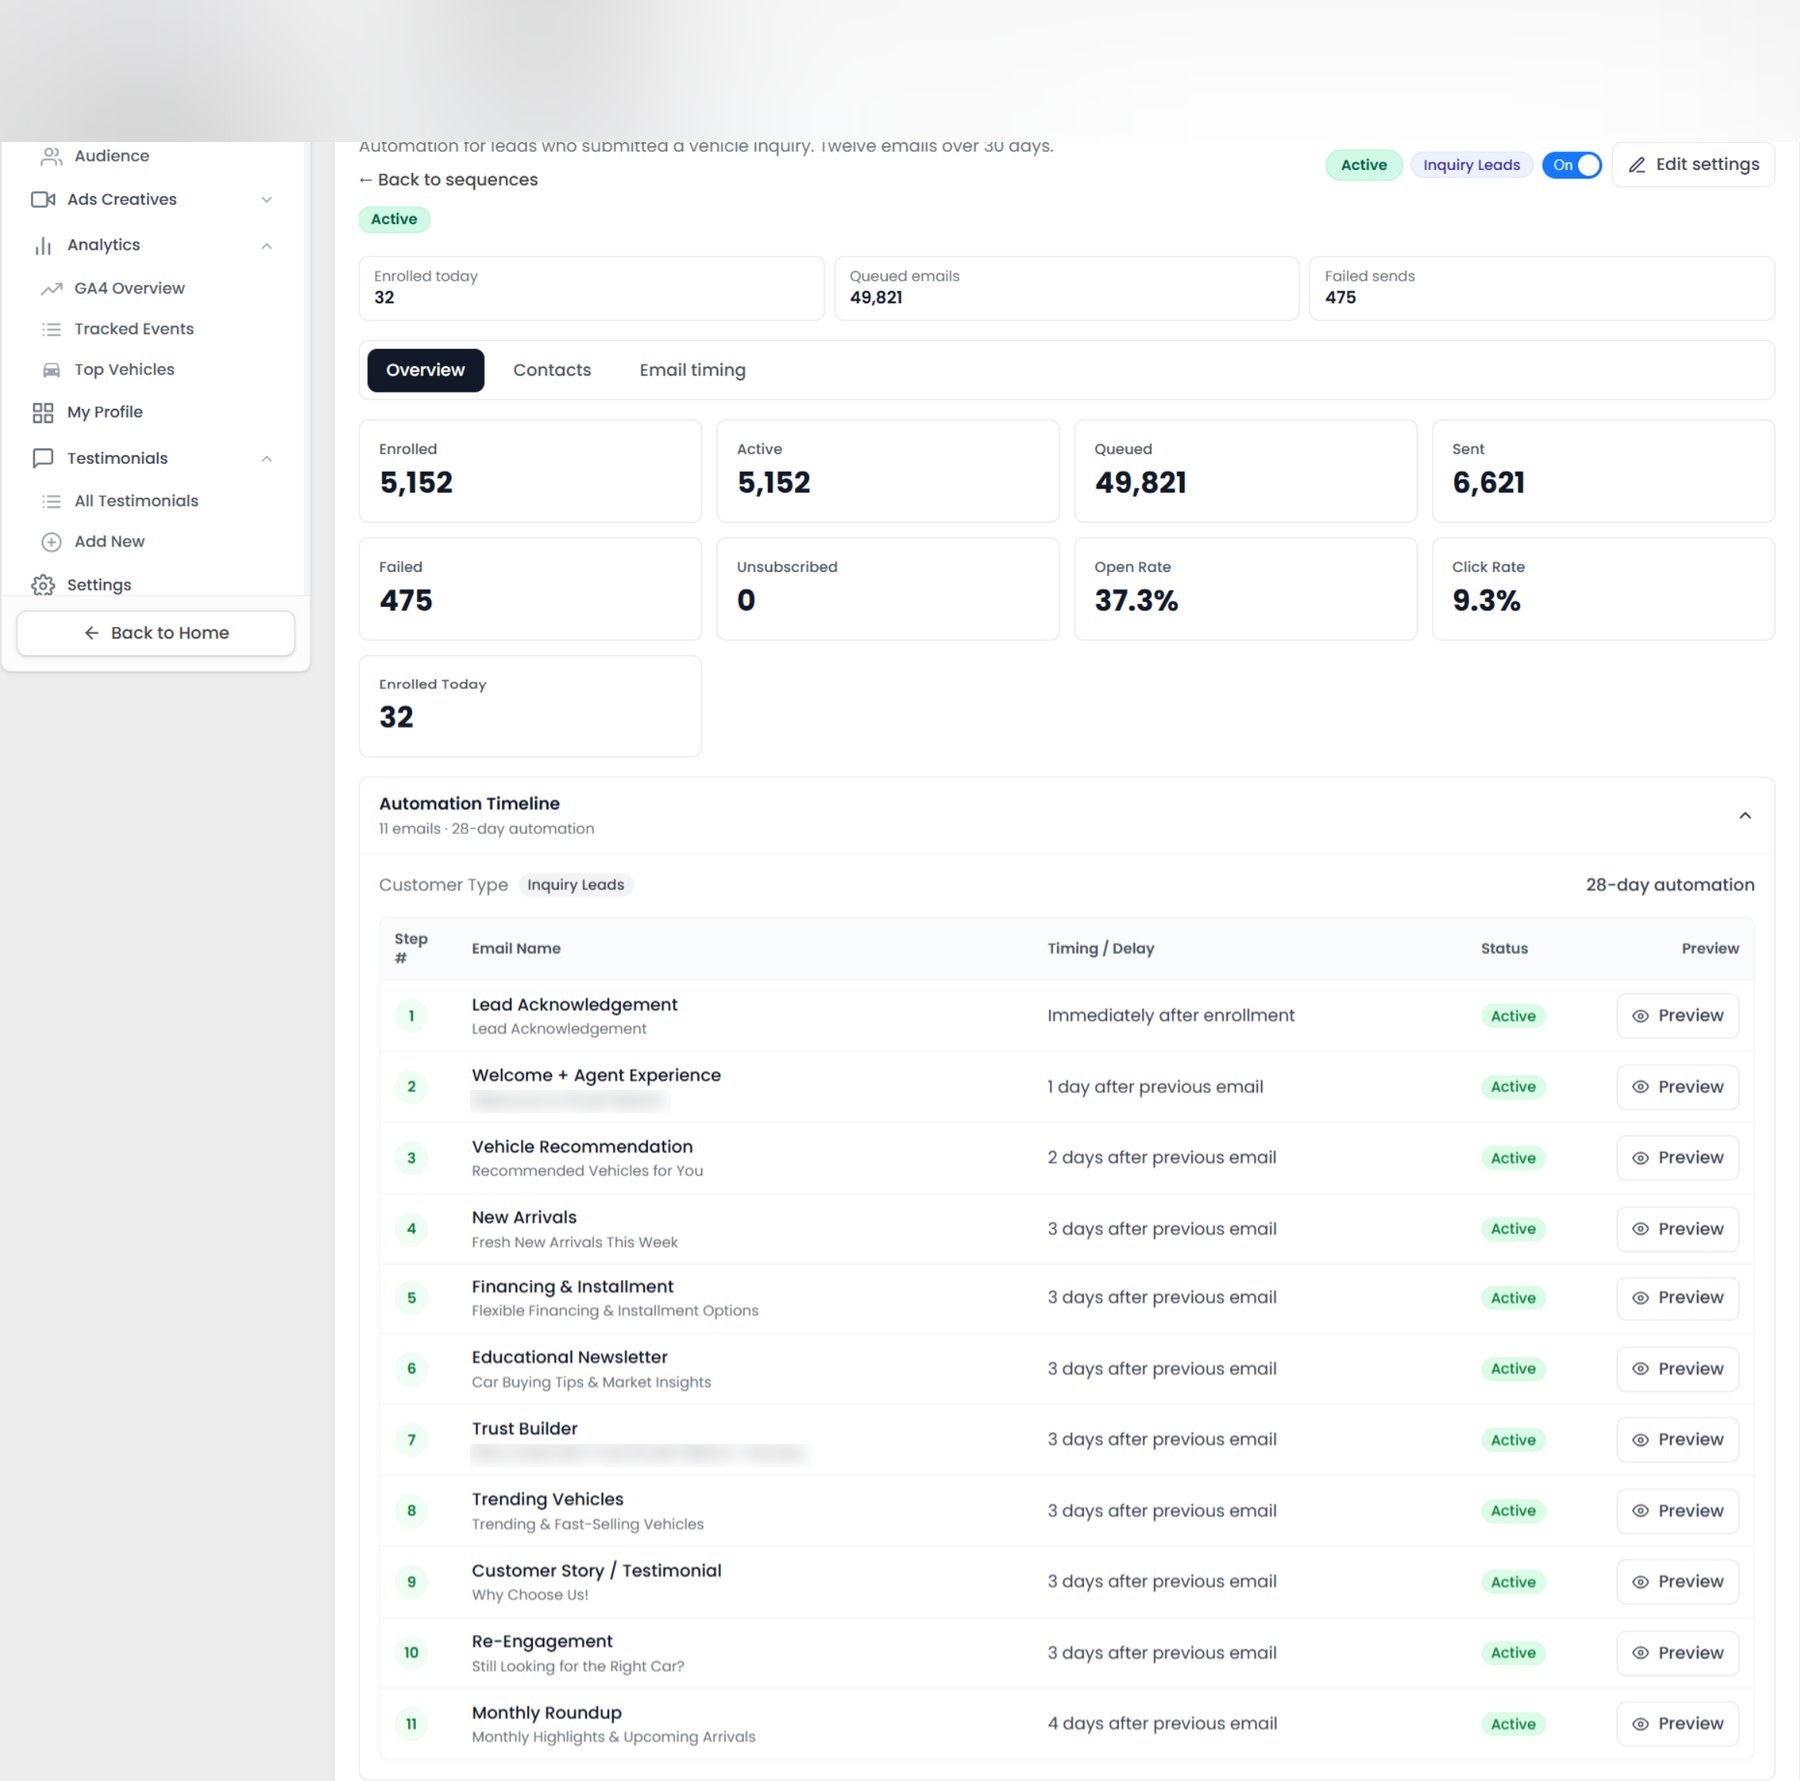 Audience
Ads Creatives
Analytics
GA4 Overview
Tracked Events
Top Vehicles
My Profile
Testimonials
All Testimonials
Add New
Settings
← Back to Home
Automation for leads who submitted a vehicle inquiry. Twelve emails over 30 days.
← Back to sequences
Active
Active Inquiry Leads On Edit settings
Enrolled today
32
Queued emails
49,821
Failed sends
475
Overview Contacts Email timing
Enrolled
5,152
Active
5,152
Queued
49,821
Sent
6,621
Failed
475
Unsubscribed
0
Open Rate
37.3%
Click Rate
9.3%
Enrolled Today
32
Automation Timeline
11 emails · 28-day automation
Customer Type Inquiry Leads 28-day automation
Step
#
Email Name Timing / Delay Status Preview
1 Lead Acknowledgement Immediately after enrollment Active Preview
Lead Acknowledgement
2 Welcome + Agent Experience 1 day after previous email Active Preview
3 Vehicle Recommendation 2 days after previous email Active Preview
Recommended Vehicles for You
4 New Arrivals 3 days after previous email Active Preview
Fresh New Arrivals This Week
5 Financing & Installment 3 days after previous email Active Preview
Flexible Financing & Installment Options
6 Educational Newsletter 3 days after previous email Active Preview
Car Buying Tips & Market Insights
7 Trust Builder 3 days after previous email Active Preview
8 Trending Vehicles 3 days after previous email Active Preview
Trending & Fast-Selling Vehicles
9 Customer Story / Testimonial 3 days after previous email Active Preview
Why Choose Us!
10 Re-Engagement 3 days after previous email Active Preview
Still Looking for the Right Car?
11 Monthly Roundup 4 days after previous email Active Preview
Monthly Highlights & Upcoming Arrivals